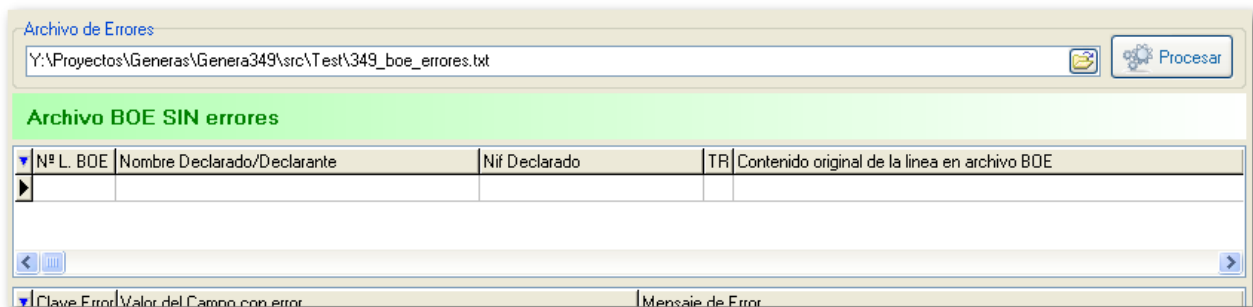 Archivo de Errores
Y:\Proyectos\Generas\Genera349\src\Test\349_boe_errores.txt
Procesar
Archivo BOE SIN errores
Nº L. BOE Nombre Declarado/Declarante Nif Declarado TR Contenido original de la linea en archivo BOE
Clave Error Valor del Campo con error Mensaje de Error